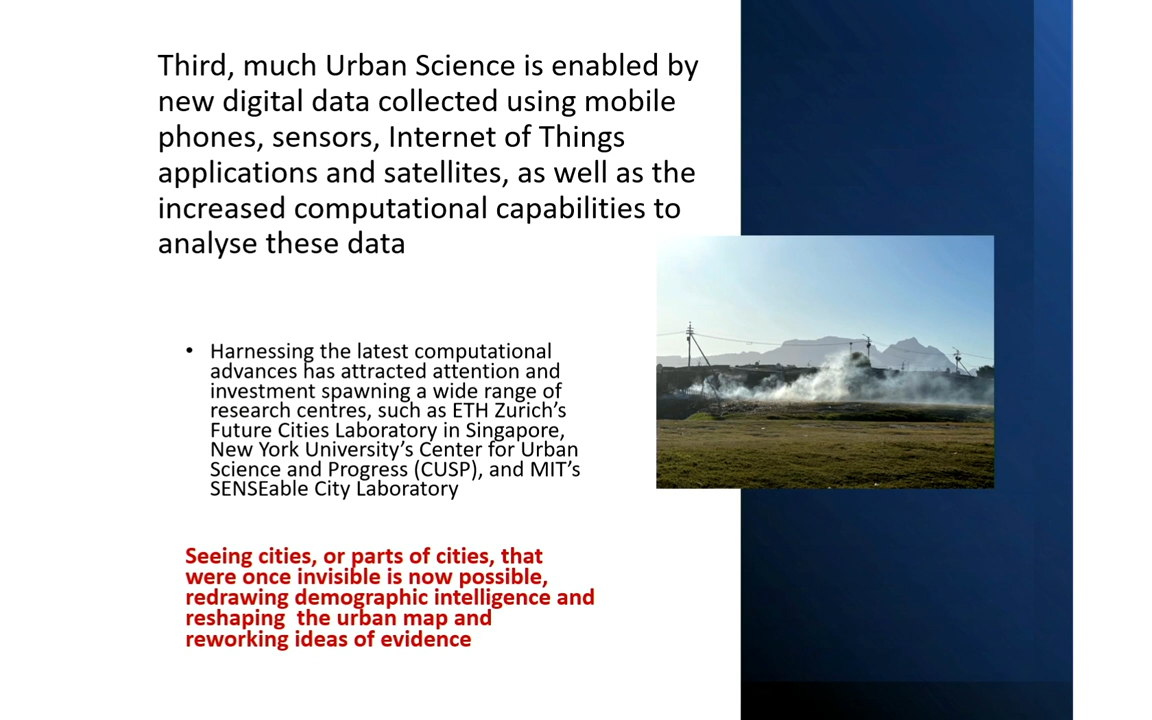 Third, much Urban Science is enabled by
new digital data collected using mobile
phones, sensors, Internet of Things
applications and satellites, as well as the
increased computational capabilities to
analyse these data
• Harnessing the latest computational
advances has attracted attention and
investment spawning a wide range of
research centres, such as ETH Zurich’s
Future Cities Laboratory in Singapore,
New York University’s Center for Urban
Science and Progress (CUSP), and MIT’s
SENSEable City Laboratory
Seeing cities, or parts of cities, that
were once invisible is now possible,
redrawing demographic intelligence and
reshaping  the urban map and
reworking ideas of evidence